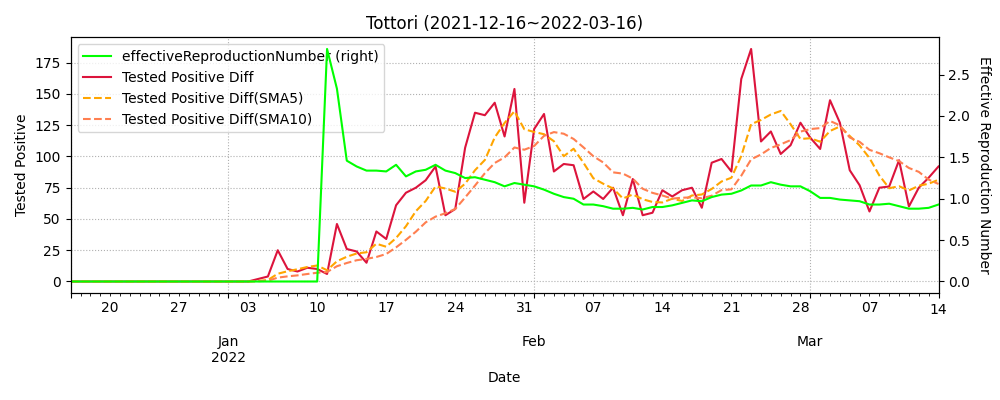 Tottori (2021-12-16~2022-03-16)
effectiveReproductionNumber (right)
Tested Positive Diff
Tested Positive Diff(SMA5)
Tested Positive Diff(SMA10)
Tested Positive
175
150
125
100
75
50
25
0
2.5
2.0
1.5
1.0
0.5
0.0
Effective Reproduction Number
20 27 03 10 17 24 31 07 14 21 28 07 14
Jan Feb Mar
2022
Date